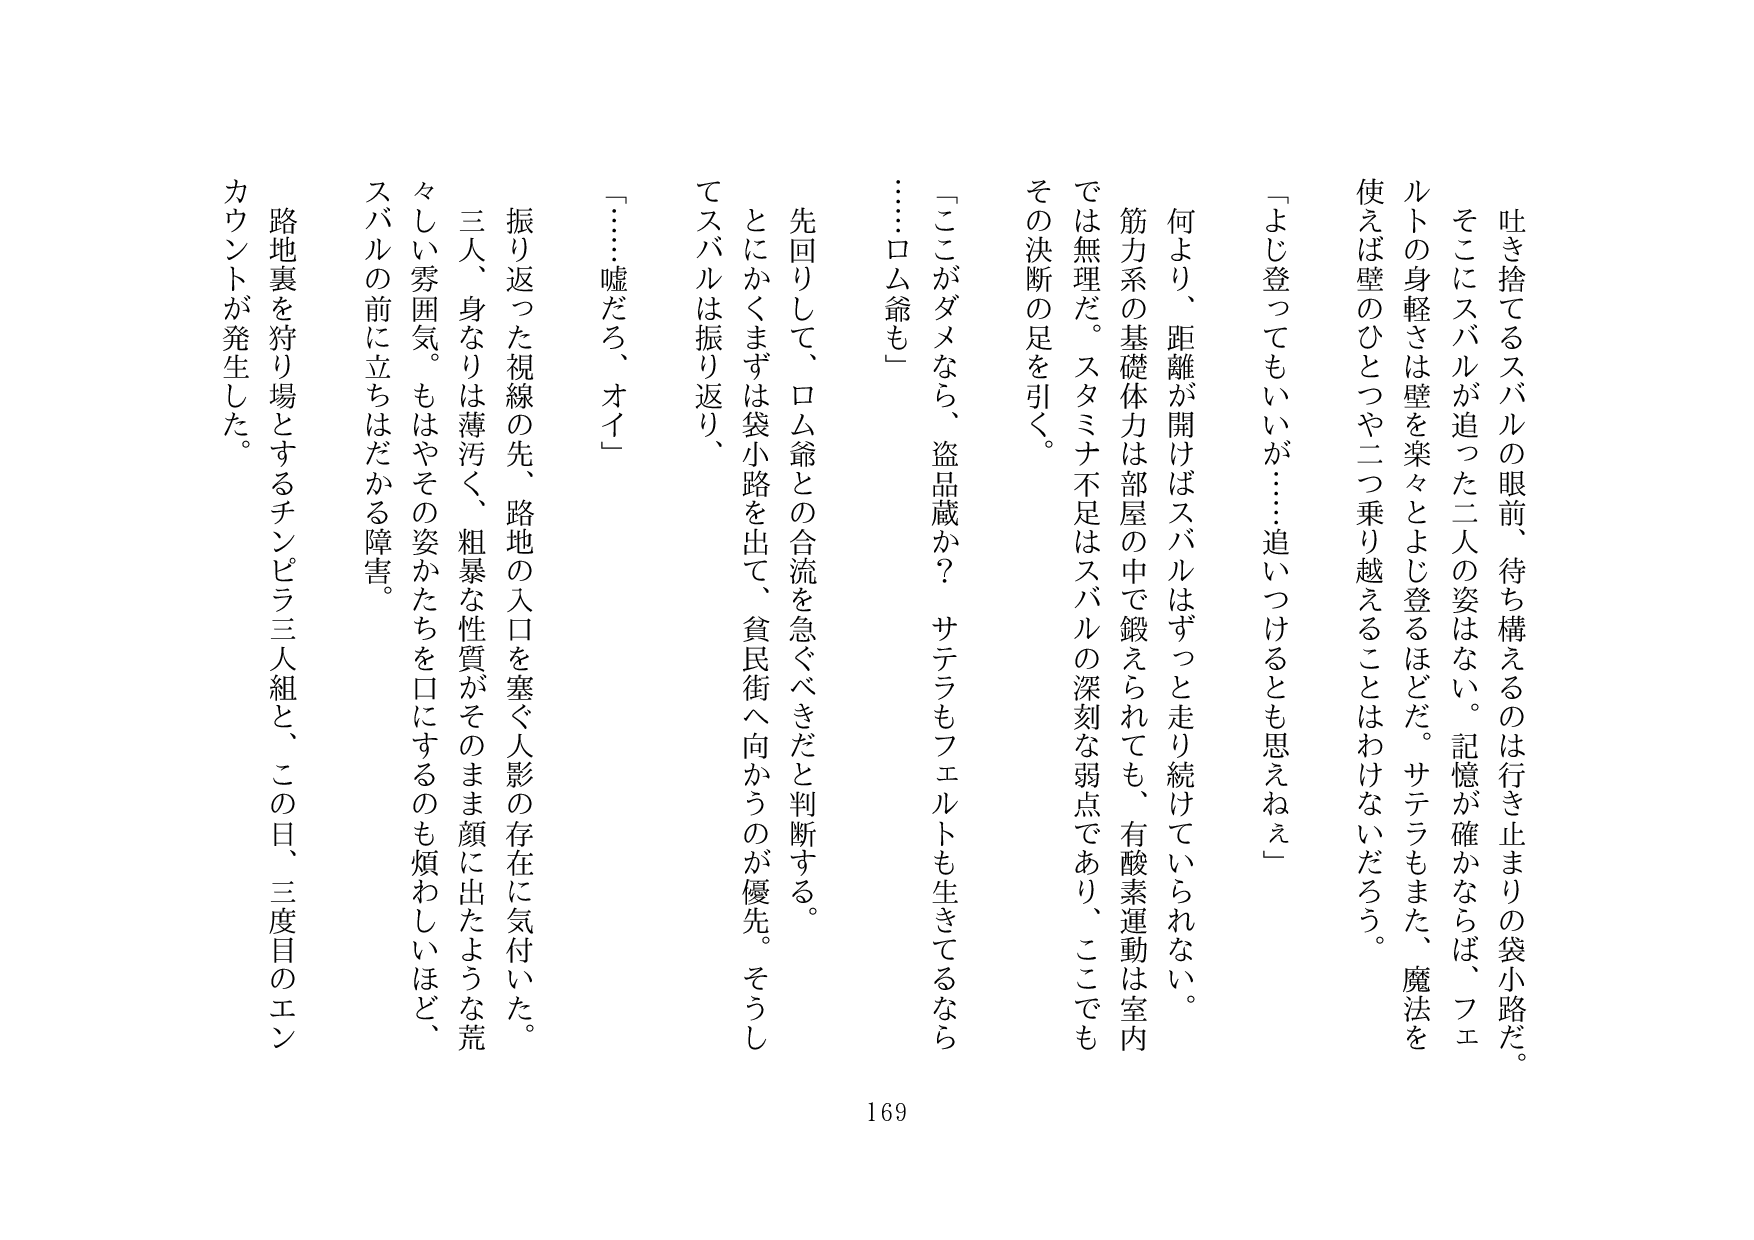 吐き捨てるスバルの眼前、待ち構えるのは行き止まりの袋小路だ。
　そこにスバルが追った二人の姿はない。記憶が確かならば、フェ
ルトの身軽さは壁を楽々とよじ登るほどだ。サテラもまた、魔法を
使えば壁のひとつや二つ乗り越えることはわけないだろう。
「よじ登ってもいいが……追いつけるとも思えねぇ」
　何より、距離が開けばスバルはずっと走り続けていられない。
　筋力系の基礎体力は部屋の中で鍛えられても、有酸素運動は室内
では無理だ。スタミナ不足はスバルの深刻な弱点であり、ここでも
その決断の足を引く。
「ここがダメなら、盗品蔵か？　サテラもフェルトも生きてるなら
……ロム爺も」
　先回りして、ロム爺との合流を急ぐべきだと判断する。
　とにかくまずは袋小路を出て、貧民街へ向かうのが優先。そうし
てスバルは振り返り、
「……嘘だろ、オイ」
　振り返った視線の先、路地の入口を塞ぐ人影の存在に気付いた。
　三人、身なりは薄汚く、粗暴な性質がそのまま顔に出たような荒
々しい雰囲気。もはやその姿かたちを口にするのも煩わしいほど、
スバルの前に立ちはだかる障害。
　路地裏を狩り場とするチンピラ三人組と、この日、三度目のエン
カウントが発生した。
169